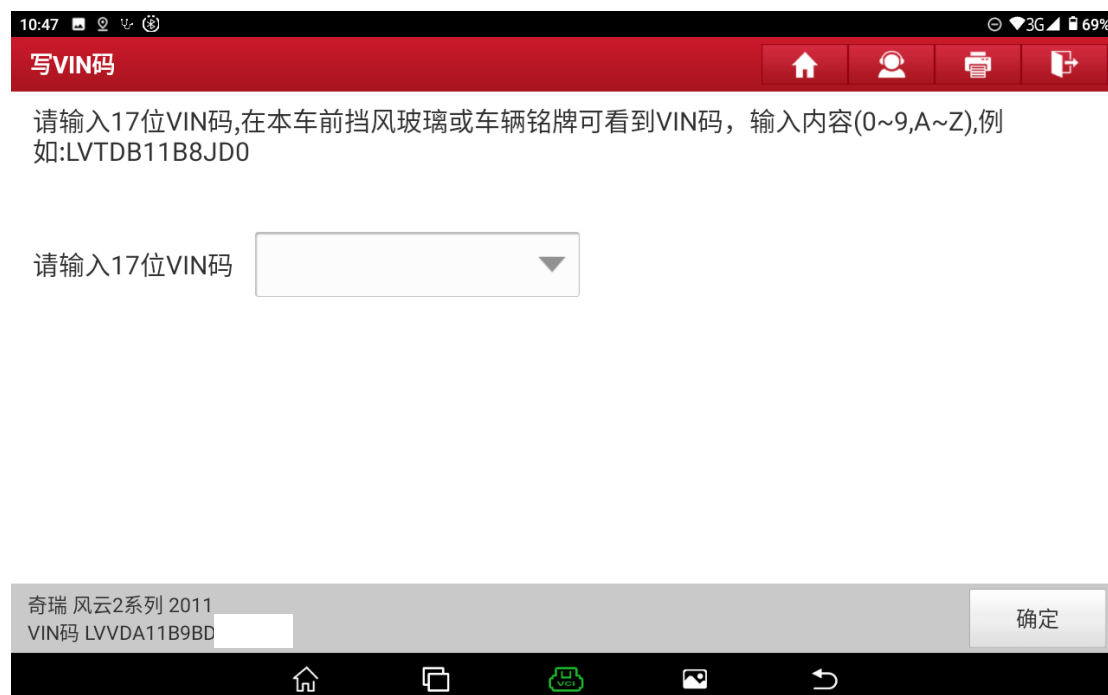 10:47 3G 69%
写VIN码
请输入17位VIN码,在本车前挡风玻璃或车辆铭牌可看到VIN码，输入内容(0~9,A~Z),例
如:LVTDB11B8JD0
请输入17位VIN码
奇瑞 风云2系列 2011
VIN码 LVVDA11B9BD
确定
VCI